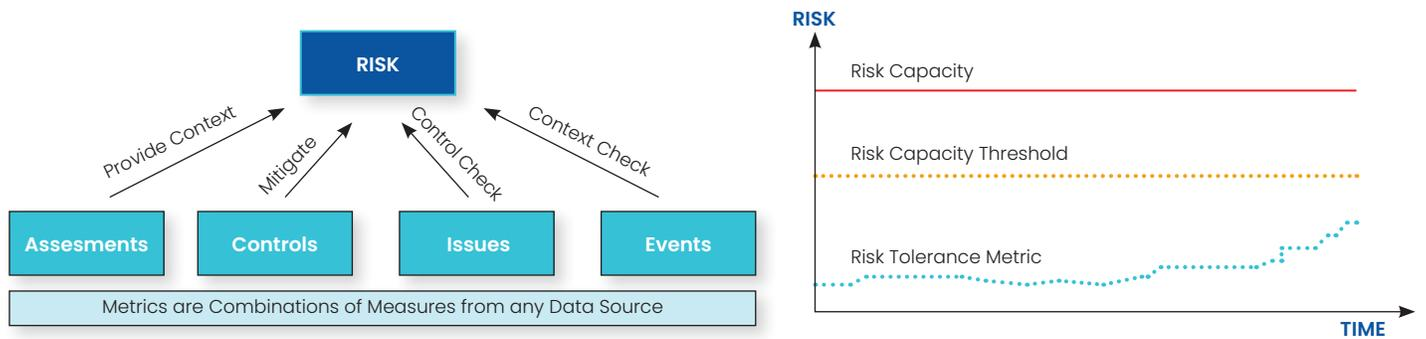 RISK
Provide Context
Mitigate
Control Check
Context Check
Assesments
Controls
Issues
Events
Metrics are Combinations of Measures from any Data Source
RISK
Risk Capacity
Risk Capacity Threshold
Risk Tolerance Metric
TIME